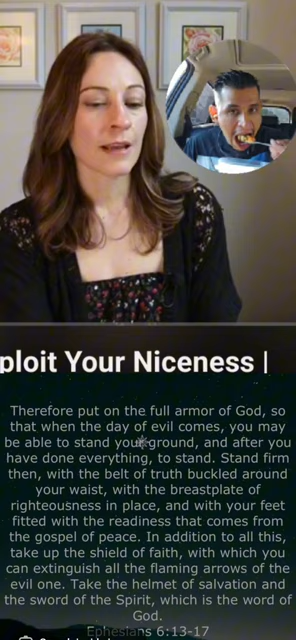 ploit Your Niceness |
Therefore put on the full armor of God, so
that when the day of evil comes, you may
be able to stand your ground, and after you
have done everything, to stand. Stand firm
then, with the belt of truth buckled around
your waist, with the breastplate of
righteousness in place, and with your feet
fitted with the readiness that comes from
the gospel of peace. In addition to all this,
take up the shield of faith, with which you
can extinguish all the flaming arrows of the
evil one. Take the helmet of salvation and
the sword of the Spirit, which is the word of
God.
Ephesians 6:13-17